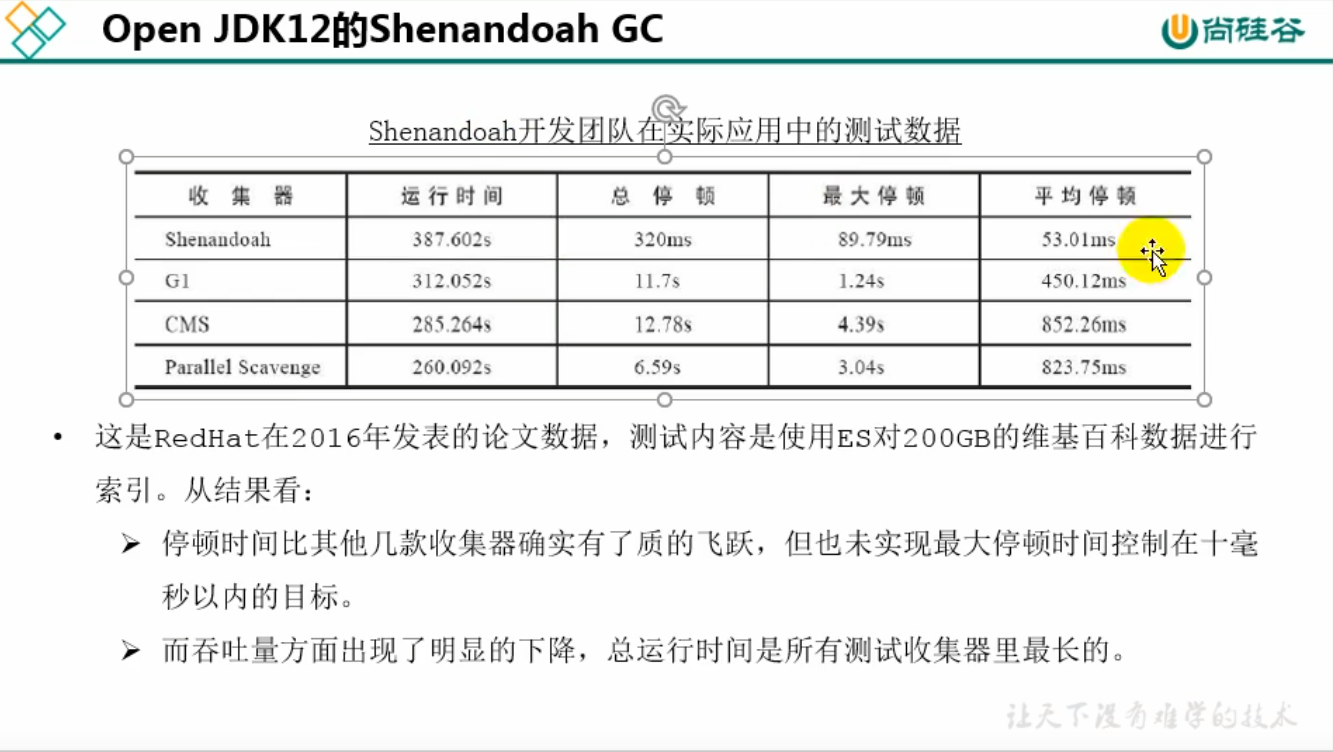 Open JDK12的Shenandoah GC
尚硅谷
Shenandoah开发团队在实际应用中的测试数据
收集器 运行时间 总停顿 最大停顿 平均停顿
Shenandoah 387.602s 320ms 89.79ms 53.01ms
G1 312.052s 11.7s 1.24s 450.12ms
CMS 285.264s 12.78s 4.39s 852.26ms
Parallel Scavenge 260.092s 6.59s 3.04s 823.75ms
• 这是RedHat在2016年发表的论文数据，测试内容是使用ES对200GB的维基百科数据进行
索引。从结果看：
➢ 停顿时间比其他几款收集器确实有了质的飞跃，但也未实现最大停顿时间控制在十毫
秒以内的目标。
➢ 而吞吐量方面出现了明显的下降，总运行时间是所有测试收集器里最长的。
让天下没有难学的技术